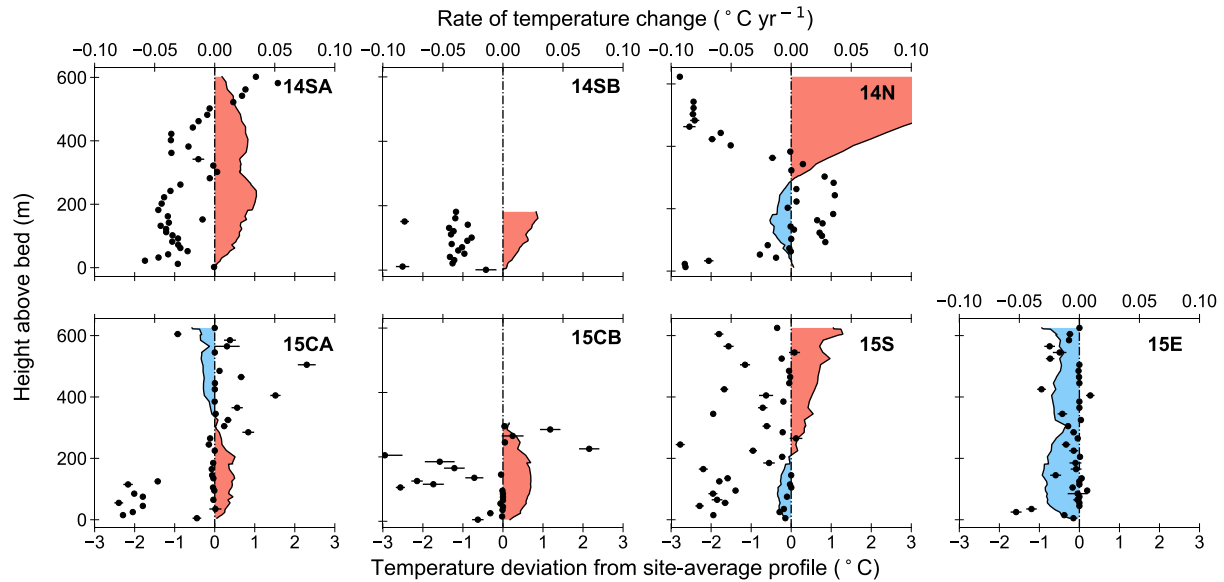 Rate of temperature change (°C yr−1)
−0.10 −0.05 0.00 0.05 0.10 −0.10 −0.05 0.00 0.05 0.10 −0.10 −0.05 0.00 0.05 0.10
600 14SA 14SB 14N
400
200
0
Height above bed (m)
−0.10 −0.05 0.00 0.05 0.10
600 15CA 15CB 15S 15E
400
200
0
−3 −2 −1 0 1 2 3 −3 −2 −1 0 1 2 3 −3 −2 −1 0 1 2 3 −3 −2 −1 0 1 2 3
Temperature deviation from site-average profile (°C)